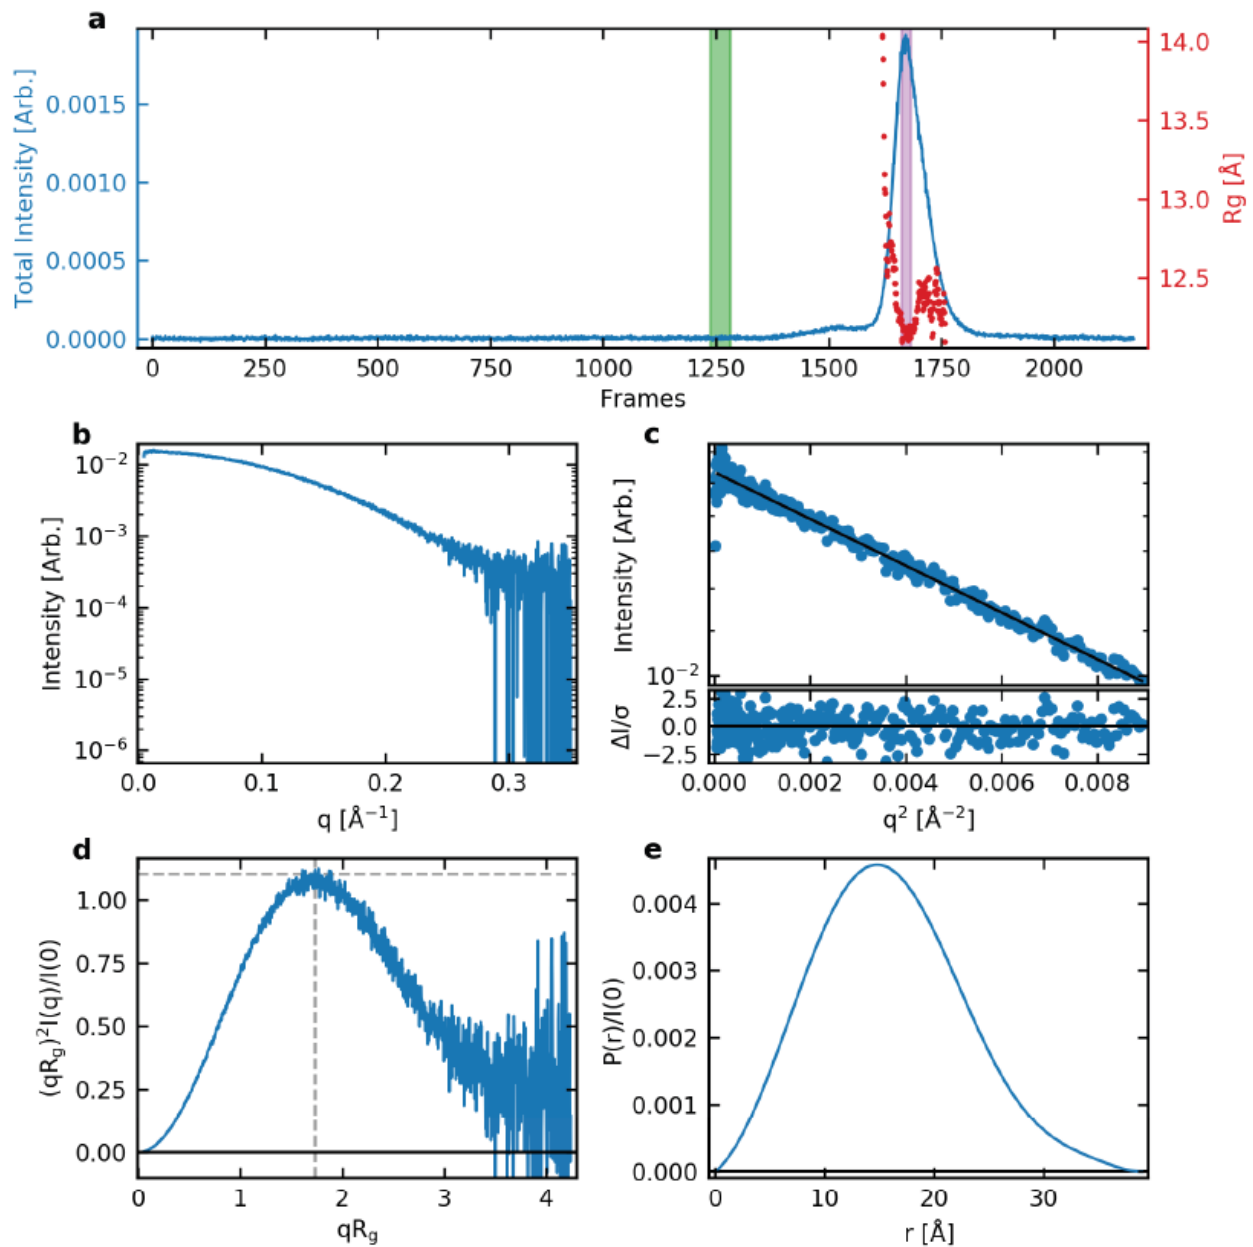 a
Total Intensity [Arb.]
0.0015
0.0010
0.0005
0.0000
14.0
13.5
13.0
12.5
Rg [Å]
0 250 500 750 1000 1250 1500 1750 2000
Frames
b
Intensity [Arb.]
10⁻²
10⁻³
10⁻⁴
10⁻⁵
10⁻⁶
0.0 0.1 0.2 0.3
q [Å⁻¹]
c
Intensity [Arb.]
10⁻²
ΔI/σ
2.5
0.0
−2.5
0.000 0.002 0.004 0.006 0.008
q² [Å⁻²]
d
(qRg)²I(q)/I(0)
1.00
0.75
0.50
0.25
0.00
0 1 2 3 4
qRg
e
P(r)/I(0)
0.004
0.003
0.002
0.001
0.000
0 10 20 30
r [Å]